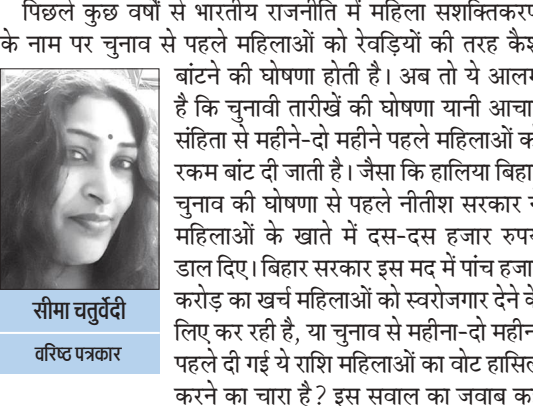 पिछले कुछ वर्षों से भारतीय राजनीति में महिला सशक्तिकरण
के नाम पर चुनाव से पहले महिलाओं को रेवड़ियों की तरह कैश
बांटने की घोषणा होती है। अब तो ये आलम
है कि चुनावी तारीखें की घोषणा यानी आचा
संहिता से महीने-दो महीने पहले महिलाओं को
रकम बांट दी जाती है। जैसा कि हालिया बिहा
चुनाव की घोषणा से पहले नीतीश सरकार
महिलाओं के खाते में दस-दस हजार रुपय
डाल दिए। बिहार सरकार इस मद में पांच हजा
करोड़ का खर्च महिलाओं को स्वरोजगार देने के
लिए कर रही है, या चुनाव से महीना-दो महीन
पहले दी गई ये राशि महिलाओं का वोट हासिल
करने का चारा है? इस सवाल का जवाब क
सीमा चतुर्वेदी
वरिष्ठ पत्रकार